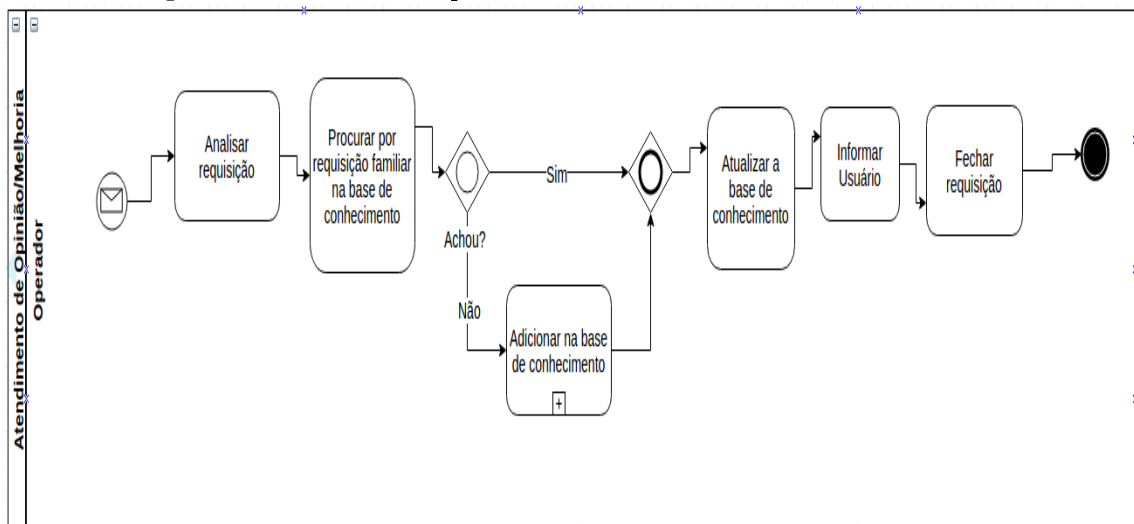 Atendimento de Opinião/Melhoria
Operador
Analisar
requisição
Procurar por
requisição familiar
na base de
conhecimento
Achou?
Sim
Não
Adicionar na base
de conhecimento
+
Atualizar a
base de
conhecimento
Informar
Usuário
Fechar
requisição